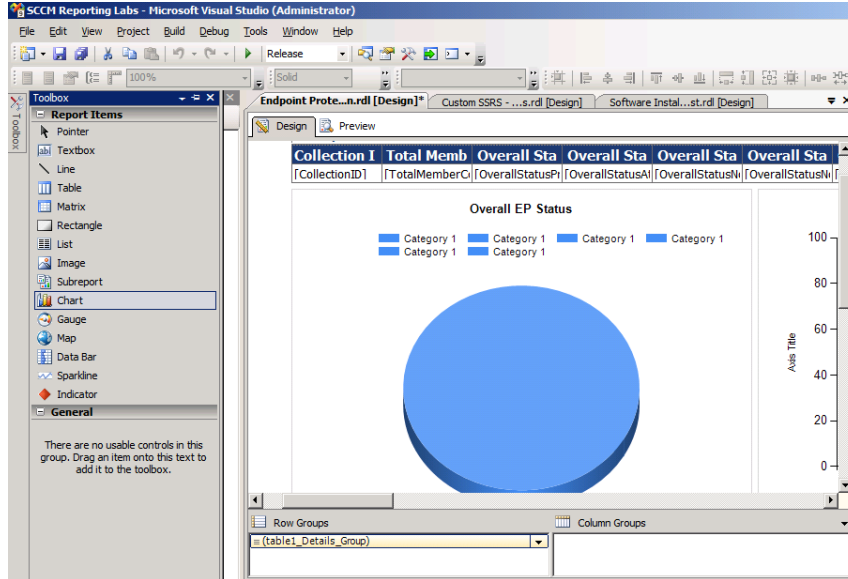 SCCM Reporting Labs - Microsoft Visual Studio (Administrator)
File Edit View Project Build Debug Tools Window Help
Release
100% Solid
Toolbox
Toolbox
Endpoint Prote...n.rdl [Design]* Custom SSRS - ...s.rdl [Design] Software Instal...st.rdl [Design]
Report Items
Pointer
Textbox
Line
Table
Matrix
Rectangle
List
Image
Subreport
Chart
Gauge
Map
Data Bar
Sparkline
Indicator
General
There are no usable controls in this
group. Drag an item onto this text to
add it to the toolbox.
Design Preview
Collection I Total Memb Overall Sta Overall Sta Overall Sta Overall Sta
[CollectionID] [TotalMemberCo [OverallStatusPr [OverallStatusAt [OverallStatusNo [OverallStatusNo
Overall EP Status
Category 1 Category 1 Category 1 Category 1
Category 1 Category 1
100
80
60
40
20
0
Axis Title
Row Groups Column Groups
(table1_Details_Group)